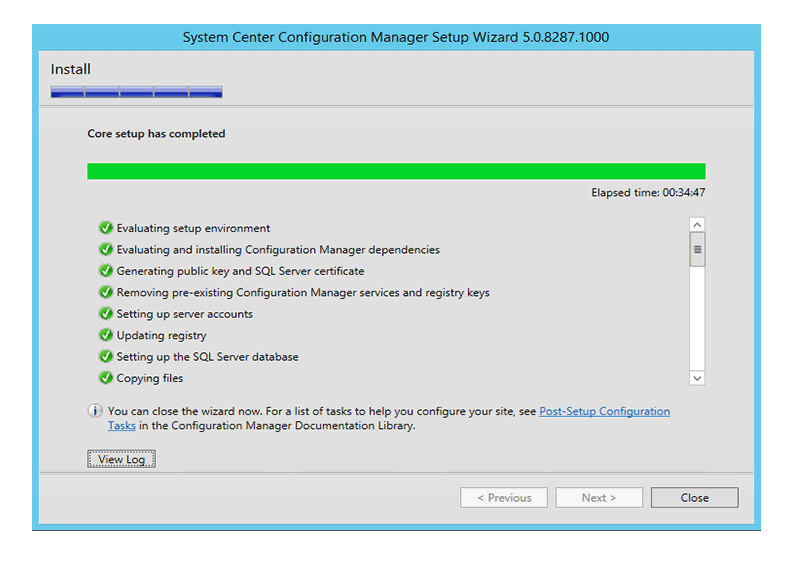 System Center Configuration Manager Setup Wizard 5.0.8287.1000
Install
Core setup has completed
Elapsed time: 00:34:47
Evaluating setup environment
Evaluating and installing Configuration Manager dependencies
Generating public key and SQL Server certificate
Removing pre-existing Configuration Manager services and registry keys
Setting up server accounts
Updating registry
Setting up the SQL Server database
Copying files
You can close the wizard now. For a list of tasks to help you configure your site, see Post-Setup Configuration
Tasks in the Configuration Manager Documentation Library.
View Log
< Previous
Next >
Close